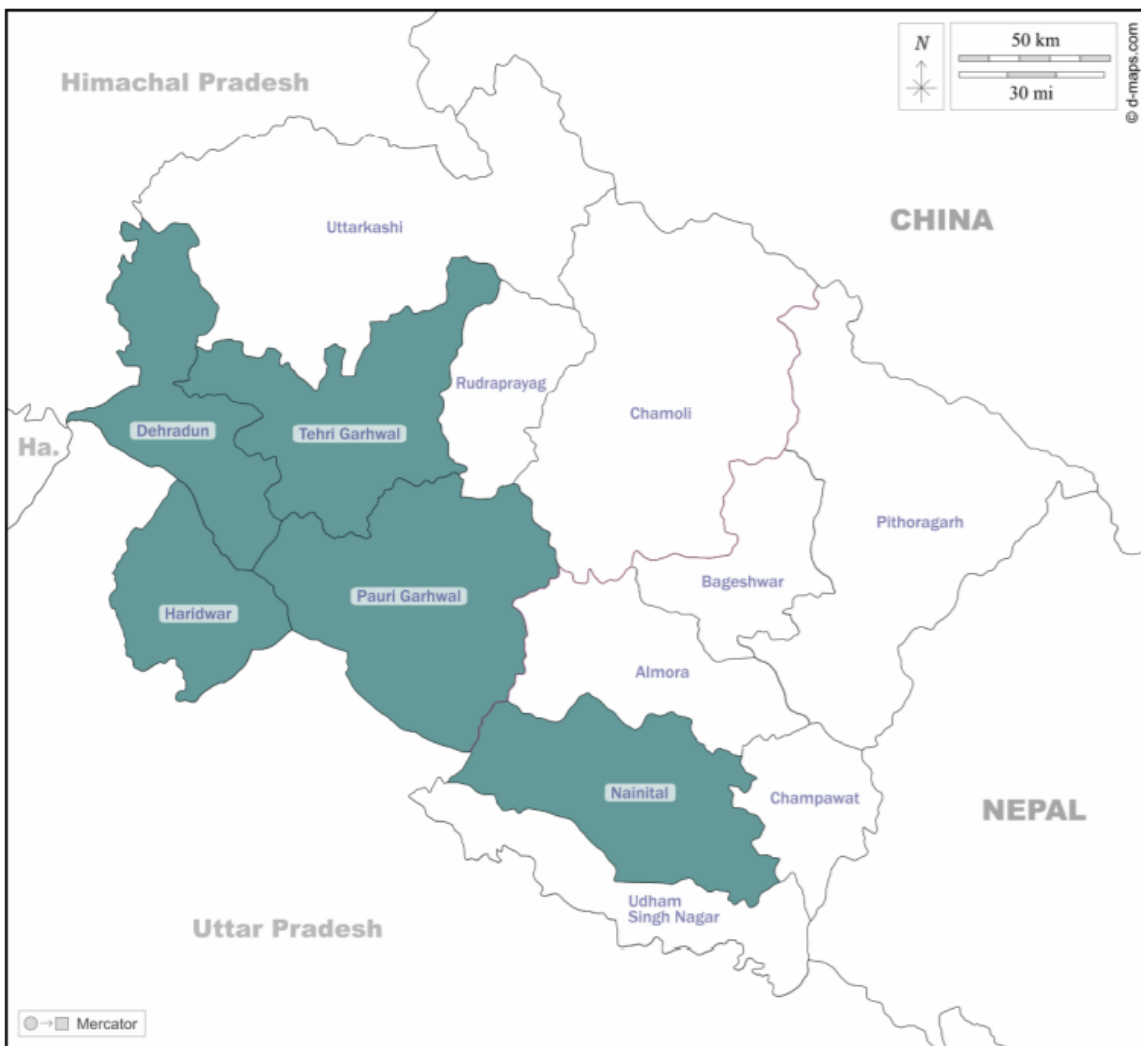 Himachal Pradesh
N
50 km
30 mi
© d-maps.com
CHINA
Uttarkashi
Rudraprayag
Chamoli
Dehradun
Tehri Garhwal
Ha.
Pithoragarh
Bageshwar
Pauri Garhwal
Haridwar
Almora
Nainital
Champawat
NEPAL
Udham
Singh Nagar
Uttar Pradesh
Mercator